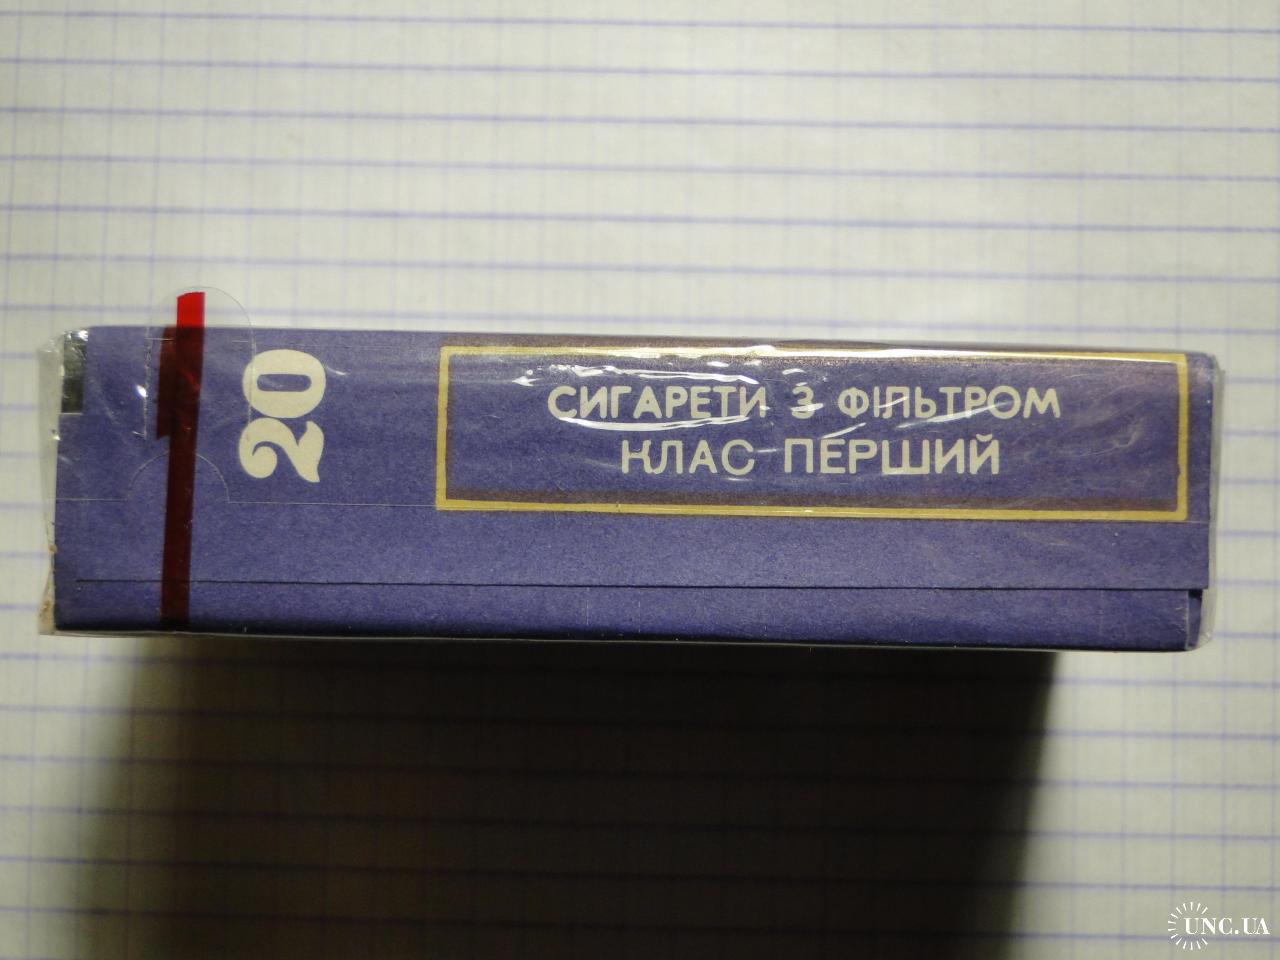 20
СИГАРЕТИ З ФІЛЬТРОМ
КЛАС ПЕРШИЙ
UNC.UA